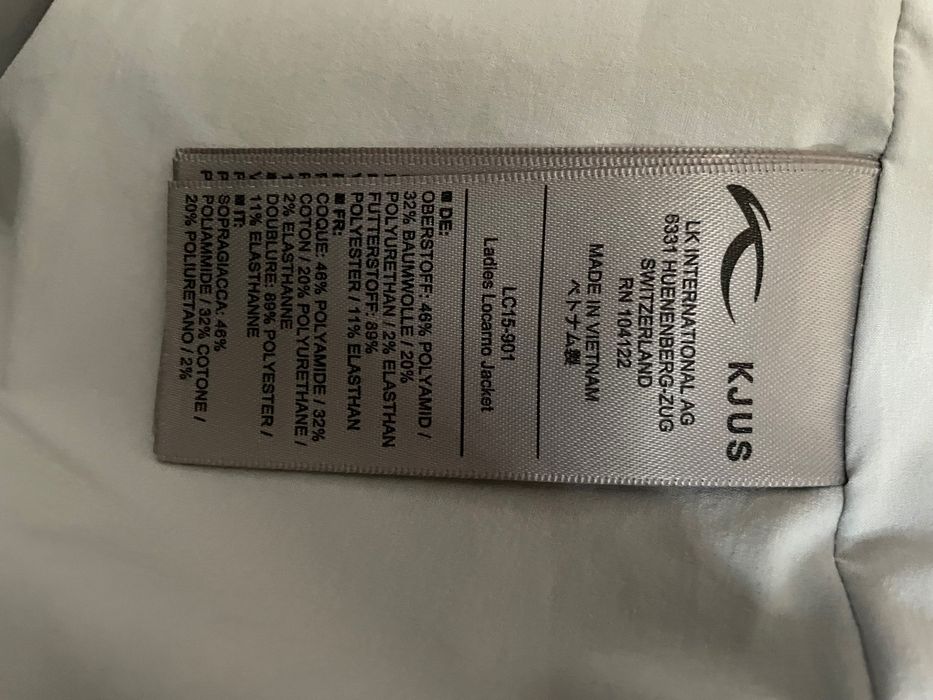 KJUS
LK INTERNATIONAL AG
6331 HUENENBERG-ZUG
SWITZERLAND
RN 104122
MADE IN VIETNAM
ベトナム製
LC15-901
Ladies Locarno Jacket
DE:
OBERSTOFF: 46% POLYAMID /
32% BAUMWOLLE / 20%
POLYURETHAN / 2% ELASTHAN
FUTTERSTOFF: 89%
POLYESTER / 11% ELASTHAN
FR:
COQUE: 46% POLYAMIDE / 32%
COTON / 20% POLYURETHANE /
2% ELASTHANNE
DOUBLURE: 89% POLYESTER /
11% ELASTHANNE
IT:
SOPRAGIACCA: 46%
POLIAMMIDE / 32% COTONE /
20% POLIURETANO / 2%